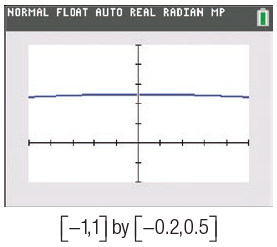 NORMAL FLOAT AUTO REAL RADIAN MP
[−1,1] by [−0.2,0.5]